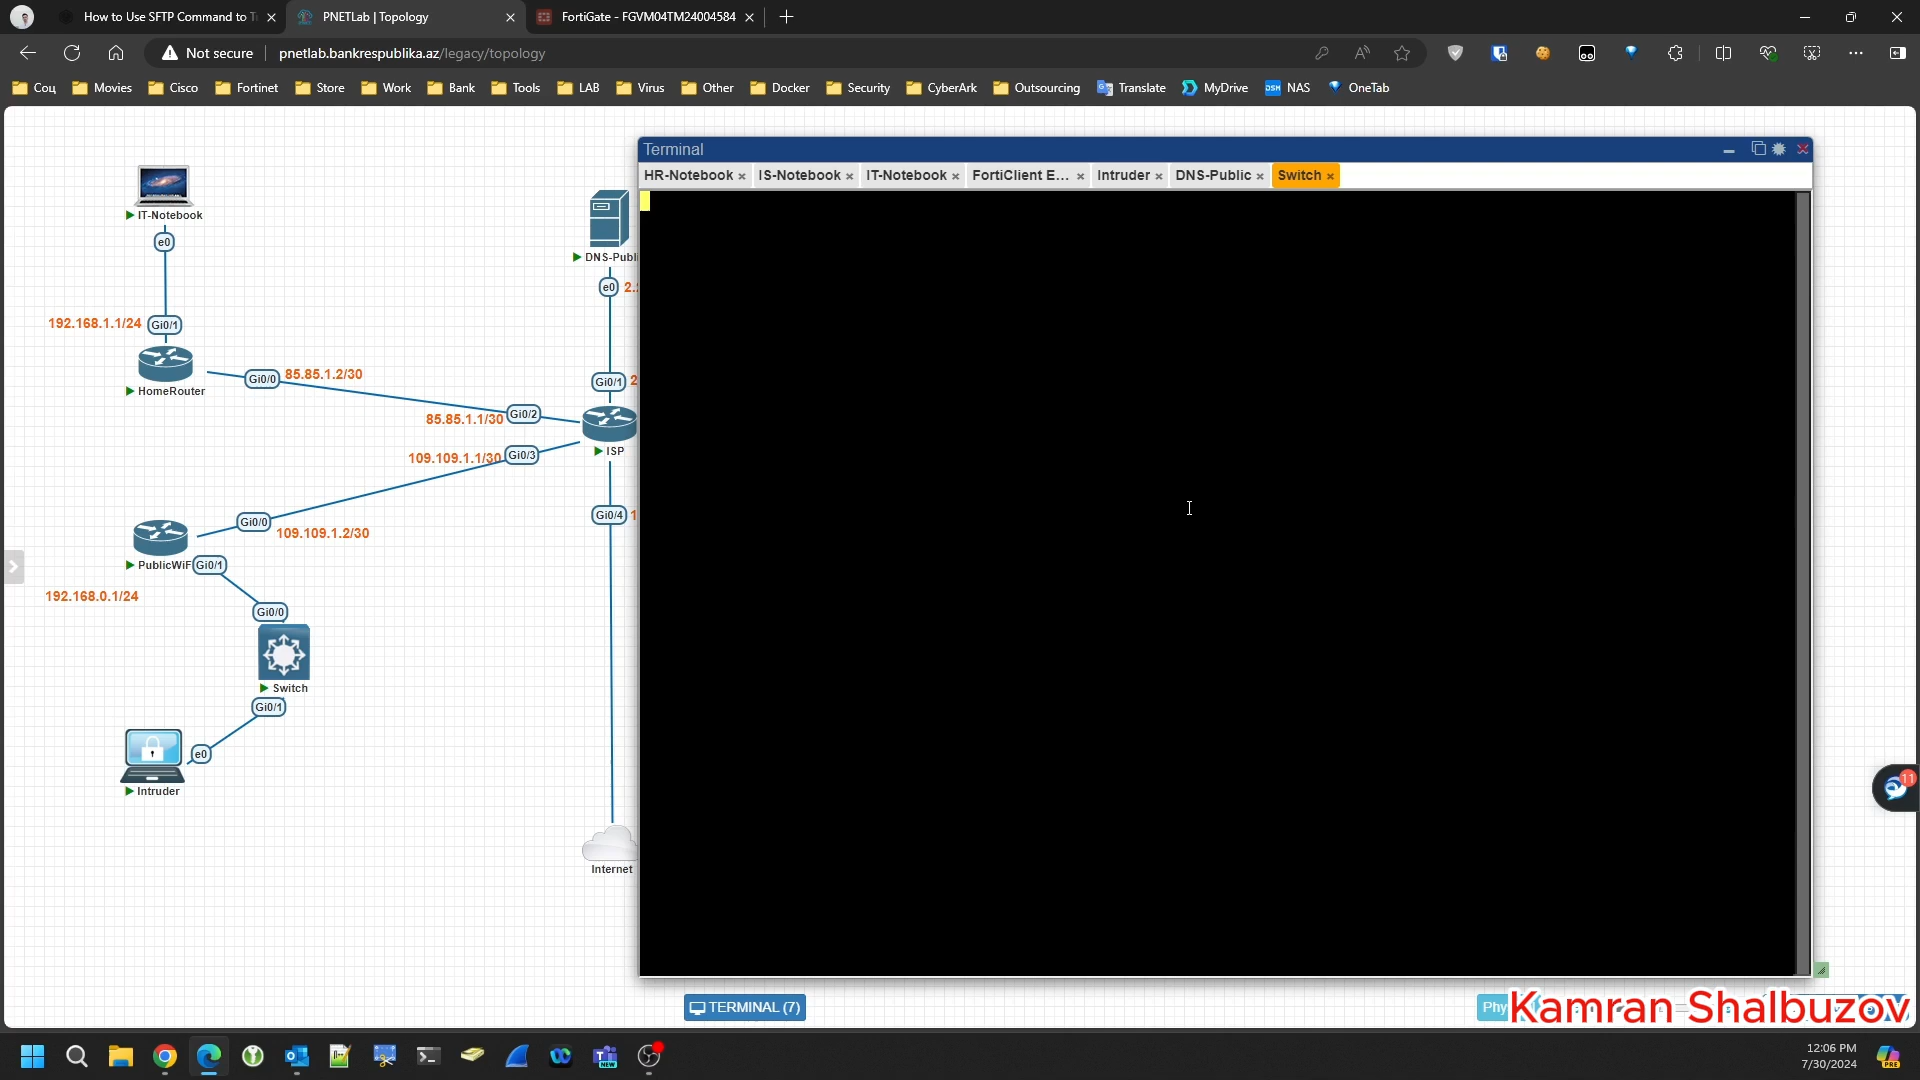 How to Use SFTP Command to T
PNETLab | Topology
FortiGate - FGVM04TM24004584
Not secure
pnetlab.bankrespublika.az/legacy/topology
Соц
Movies
Cisco
Fortinet
Store
Work
Bank
Tools
LAB
Virus
Other
Docker
Security
CyberArk
Outsourcing
Translate
MyDrive
NAS
OneTab
Terminal
HR-Notebook
IS-Notebook
IT-Notebook
FortiClient E...
Intruder
DNS-Public
Switch
IT-Notebook
e0
192.168.1.1/24
Gi0/1
HomeRouter
Gi0/0
85.85.1.2/30
85.85.1.1/30
Gi0/2
DNS-Publ
e0
2.
Gi0/1
2
ISP
109.109.1.1/30
Gi0/3
Gi0/4
1
Gi0/0
109.109.1.2/30
PublicWiF
Gi0/1
192.168.0.1/24
Gi0/0
Switch
Gi0/1
e0
Intruder
Internet
11
TERMINAL (7)
Phy
Kamran Shalbuzov
12:06 PM
7/30/2024